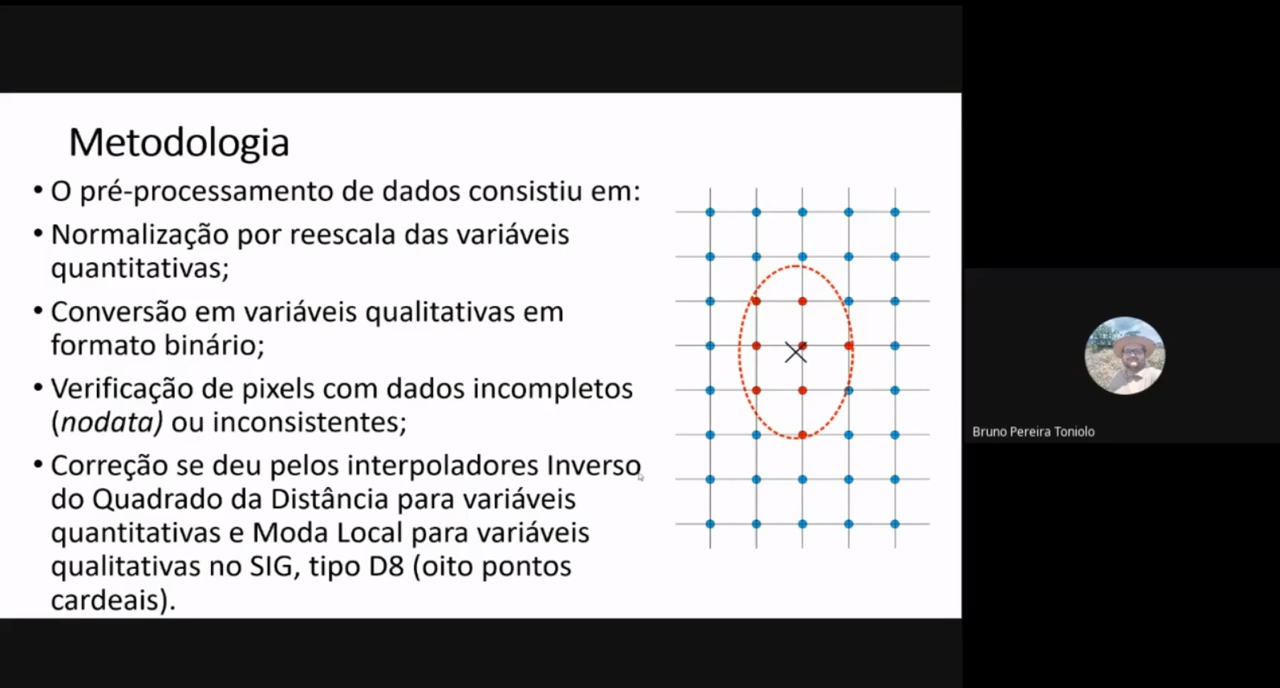 Metodologia
• O pré-processamento de dados consistiu em:
• Normalização por reescala das variáveis
quantitativas;
• Conversão em variáveis qualitativas em
formato binário;
• Verificação de pixels com dados incompletos
(nodata) ou inconsistentes;
• Correção se deu pelos interpoladores Inverso
do Quadrado da Distância para variáveis
quantitativas e Moda Local para variáveis
qualitativas no SIG, tipo D8 (oito pontos
cardeais).
Bruno Pereira Toniolo